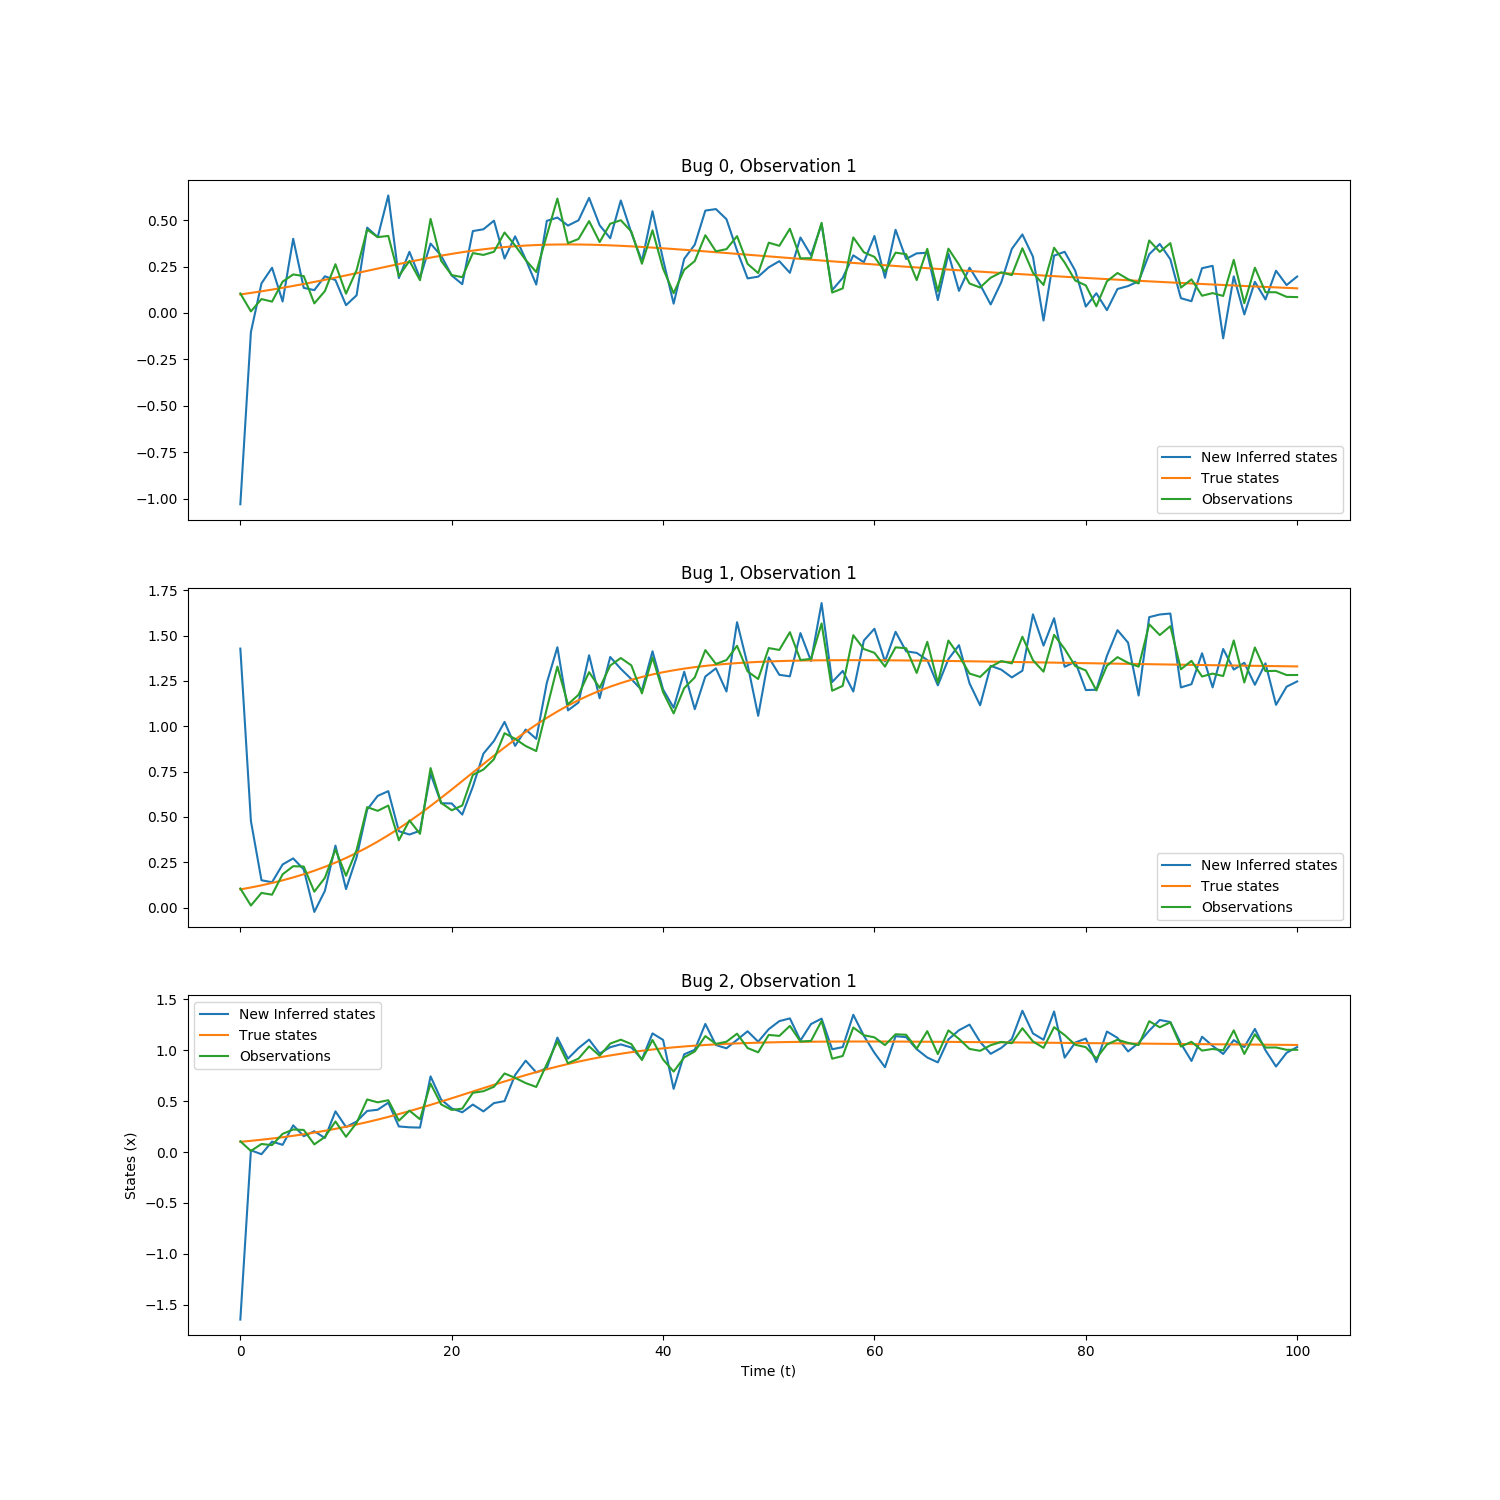 Bug 0, Observation 1
0.50
0.25
0.00
−0.25
−0.50
−0.75
−1.00
New Inferred states
True states
Observations
Bug 1, Observation 1
1.75
1.50
1.25
1.00
0.75
0.50
0.25
0.00
New Inferred states
True states
Observations
Bug 2, Observation 1
1.5
1.0
0.5
0.0
−0.5
−1.0
−1.5
States (x)
New Inferred states
True states
Observations
0 20 40 60 80 100
Time (t)